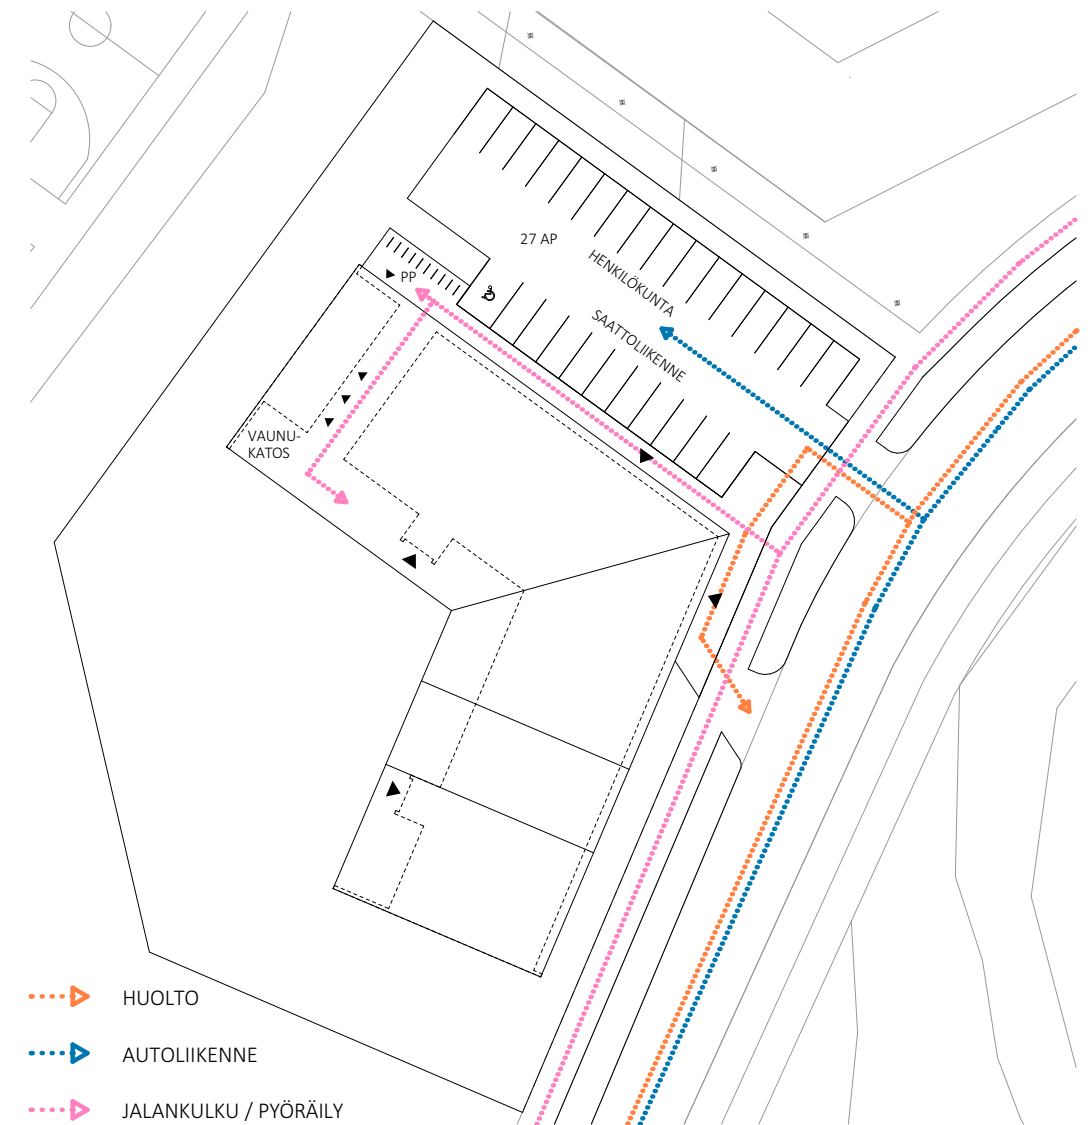 27 AP
HENKILÖKUNTA
SAATTOLIIKENNE
PP
VAUNU-
KATOS
HUOLTO
AUTOLIIKENNE
JALANKULKU / PYÖRÄILY